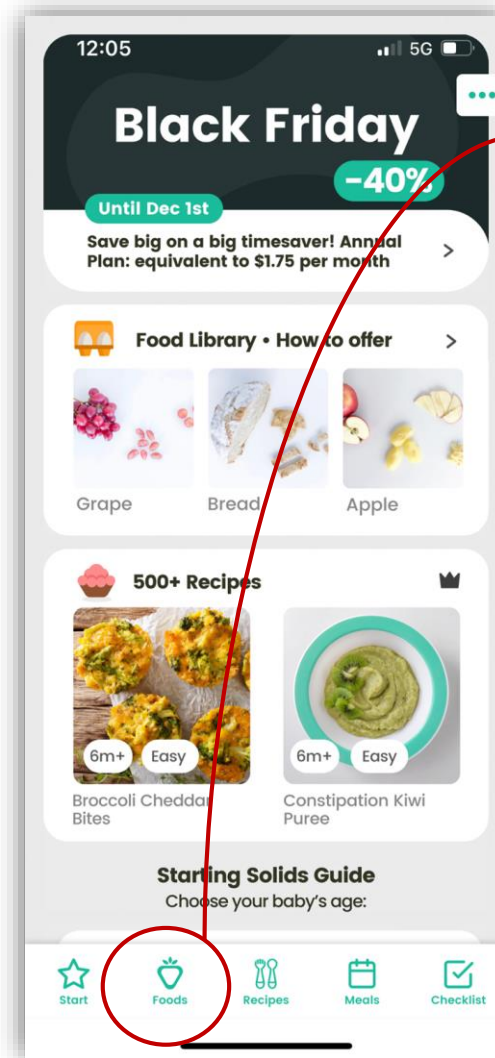 12:05
5G
Black Friday
-40%
Until Dec 1st
Save big on a big timesaver! Annual
Plan: equivalent to $1.75 per month
Food Library • How to offer
Grape
Bread
Apple
500+ Recipes
6m+
Easy
6m+
Easy
Broccoli Cheddar
Bites
Constipation Kiwi
Puree
Starting Solids Guide
Choose your baby's age:
Start
Foods
Recipes
Meals
Checklist